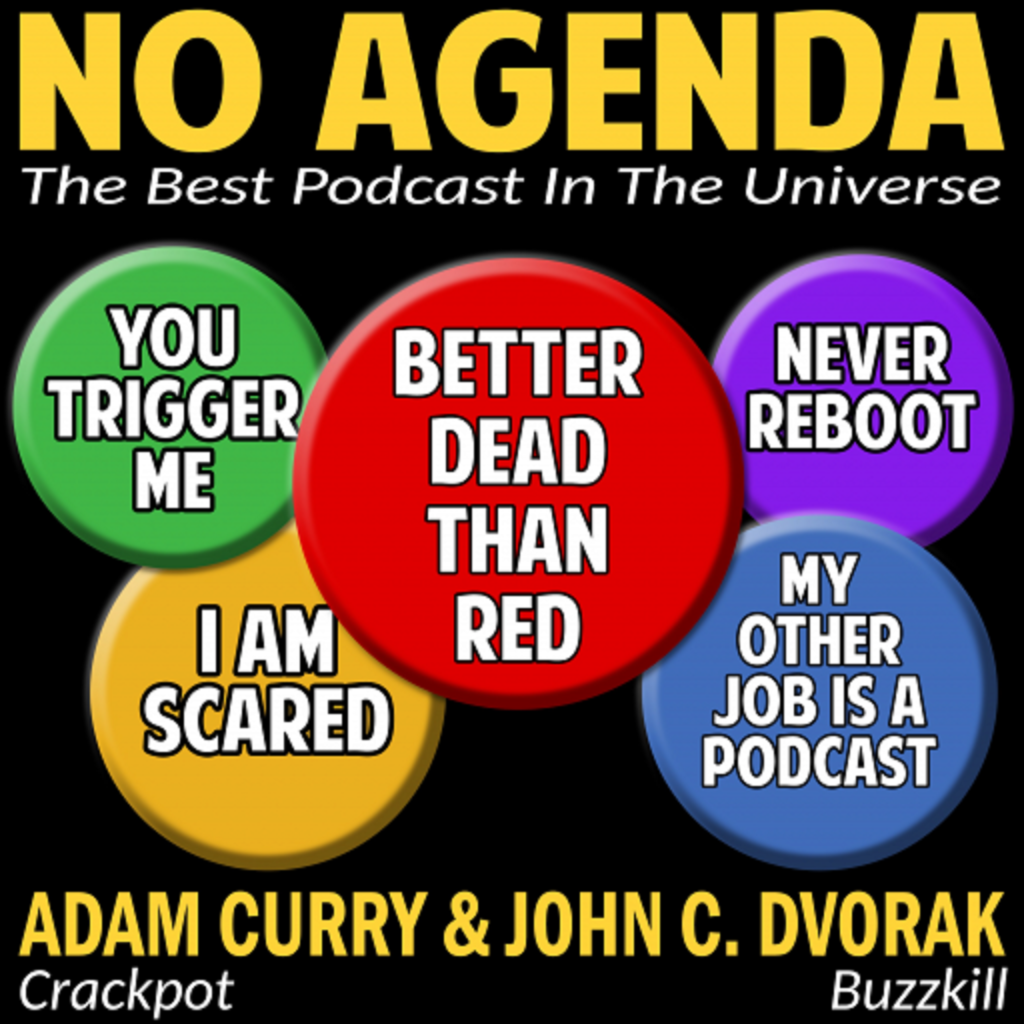 NO AGENDA
The Best Podcast In The Universe
YOU
TRIGGER
ME
BETTER
DEAD
THAN
RED
NEVER
REBOOT
I AM
SCARED
MY
OTHER
JOB IS A
PODCAST
ADAM CURRY & JOHN C. DVORAK
Crackpot
Buzzkill